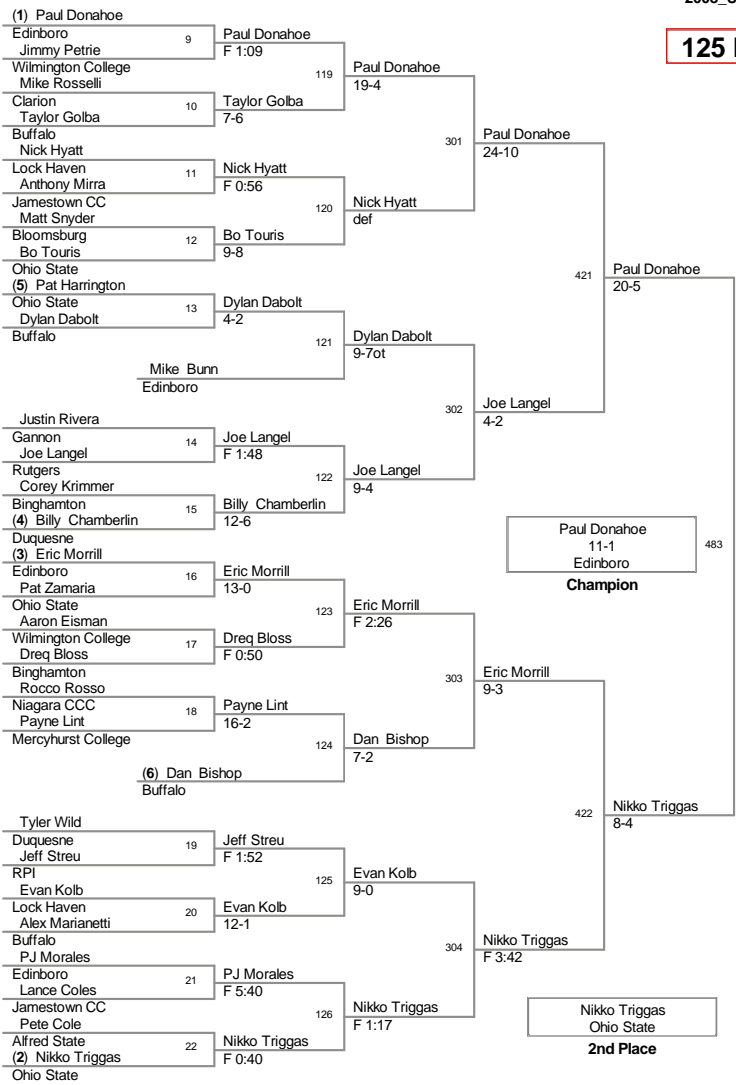 (1) Paul Donahoe
Edinboro
Jimmy Petrie
Wilmington College
Mike Rosselli
Clarion
Taylor Golba
Buffalo
Nick Hyatt
Lock Haven
Anthony Mirra
Jamestown CC
Matt Snyder
Bloomsburg
Bo Touris
Ohio State
(5) Pat Harrington
Ohio State
Dylan Dabolt
Buffalo
Mike Bunn
Edinboro
Justin Rivera
Gannon
Joe Langel
Rutgers
Corey Krimmer
Binghamton
(4) Billy Chamberlin
Duquesne
(3) Eric Morrill
Edinboro
Pat Zamaria
Ohio State
Aaron Eisman
Wilmington College
Dreq Bloss
Binghamton
Rocco Rosso
Niagara CCC
Payne Lint
Mercyhurst College
(6) Dan Bishop
Buffalo
Tyler Wild
Duquesne
Jeff Streu
RPI
Evan Kolb
Lock Haven
Alex Marianetti
Buffalo
PJ Morales
Edinboro
Lance Coles
Jamestown CC
Pete Cole
Alfred State
(2) Nikko Triggas
Ohio State
9
10
11
12
13
14
15
16
17
18
19
20
21
22
Paul Donahoe
F 1:09
Taylor Golba
7-6
Nick Hyatt
F 0:56
Bo Touris
9-8
Dylan Dabolt
4-2
Joe Langel
F 1:48
Billy Chamberlin
12-6
Eric Morrill
13-0
Dreq Bloss
F 0:50
Payne Lint
16-2
Jeff Streu
F 1:52
Evan Kolb
12-1
PJ Morales
F 5:40
Nikko Triggas
F 0:40
119
120
121
122
123
124
125
126
Paul Donahoe
19-4
Nick Hyatt
def
Dylan Dabolt
9-7ot
Joe Langel
9-4
Eric Morrill
F 2:26
Dan Bishop
7-2
Evan Kolb
9-0
Nikko Triggas
F 1:17
301
302
303
304
Paul Donahoe
24-10
Joe Langel
4-2
Eric Morrill
9-3
Nikko Triggas
F 3:42
421
422
Paul Donahoe
20-5
Nikko Triggas
8-4
125
Paul Donahoe
11-1
Edinboro
483
Champion
Nikko Triggas
Ohio State
2nd Place